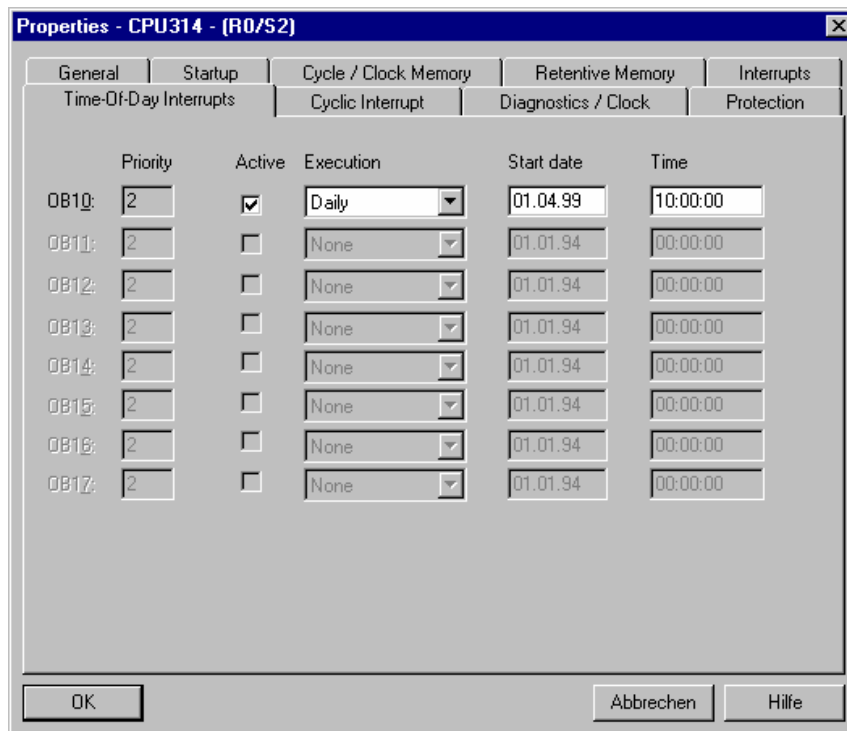 Properties - CPU314 - (R0/S2)
General Startup Cycle / Clock Memory Retentive Memory Interrupts
Time-Of-Day Interrupts Cyclic Interrupt Diagnostics / Clock Protection
Priority Active Execution Start date Time
OB10: 2 Daily 01.04.99 10:00:00
OB11: 2 None 01.01.94 00:00:00
OB12: 2 None 01.01.94 00:00:00
OB13: 2 None 01.01.94 00:00:00
OB14: 2 None 01.01.94 00:00:00
OB15: 2 None 01.01.94 00:00:00
OB16: 2 None 01.01.94 00:00:00
OB17: 2 None 01.01.94 00:00:00
OK Abbrechen Hilfe